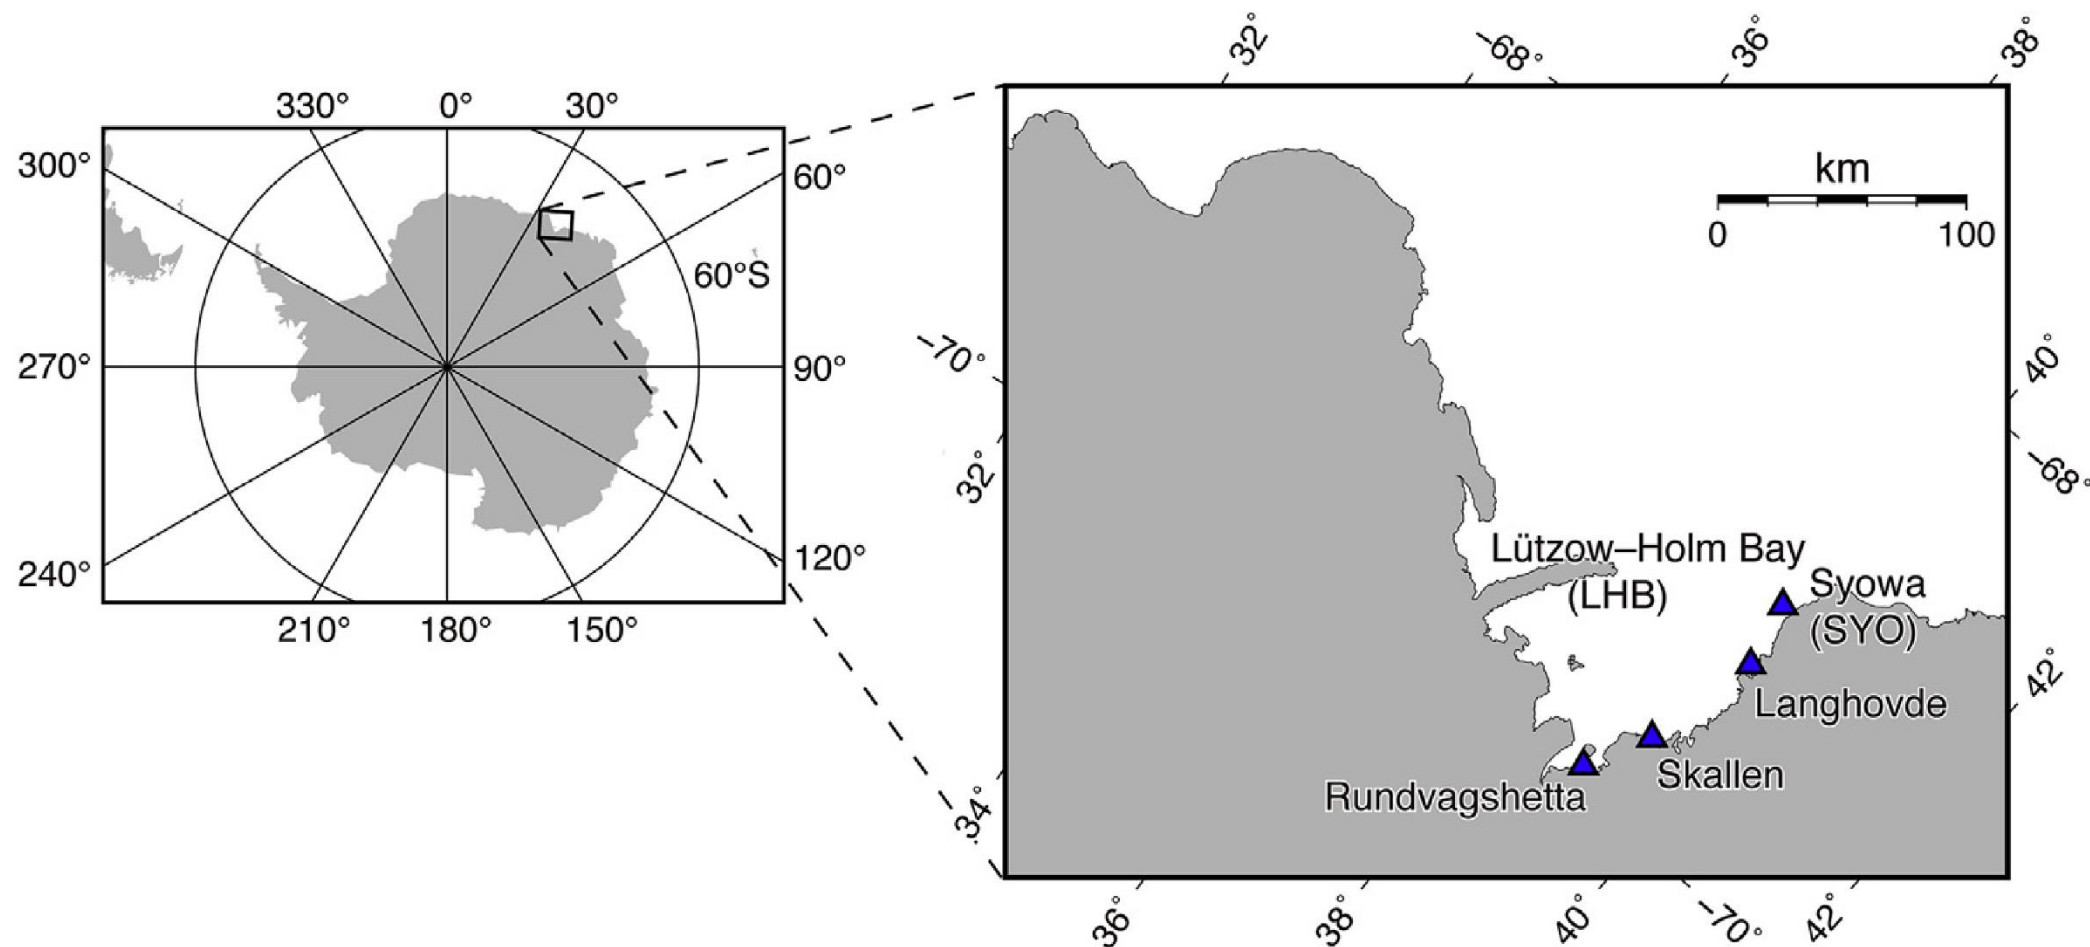 330° 0° 30°
300°
60°
60°S
270°
90°
120°
240°
210° 180° 150°
32° −68° 36° 38°
km
0 100
−70°
40°
32°
−68°
Lützow–Holm Bay
(LHB)
Syowa
(SYO)
42°
Langhovde
Skallen
Rundvagshetta
34°
36° 38° 40° −70° 42°